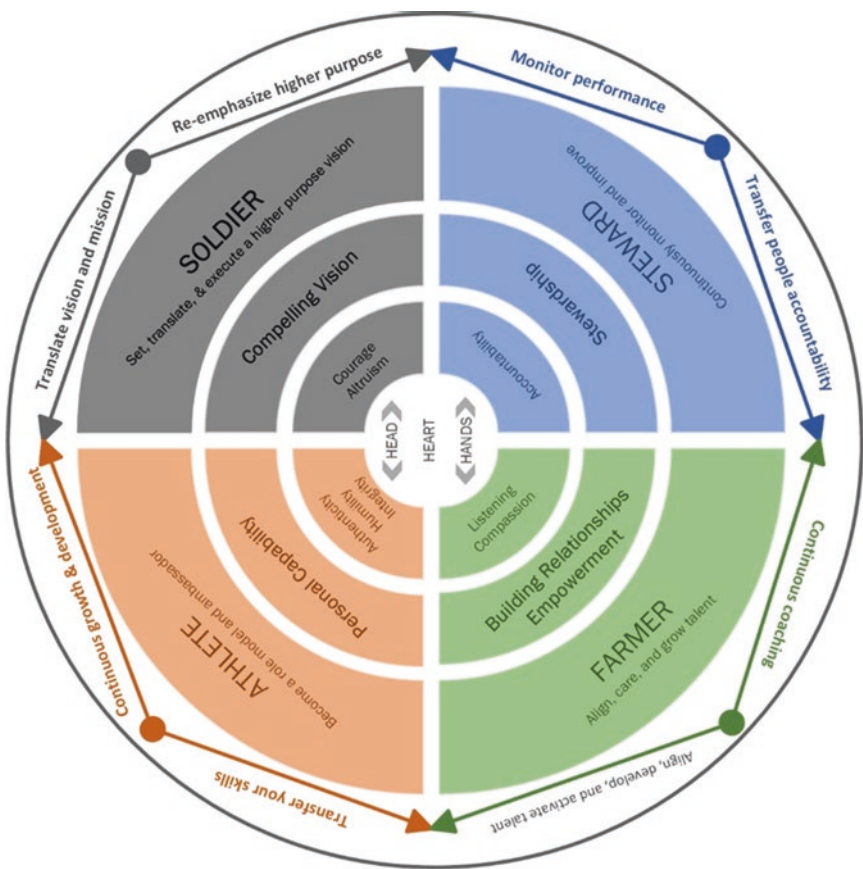 Re-emphasize higher purpose
Translate vision and mission
SOLDIER
Set, translate, & execute a higher purpose vision
Compelling Vision
Courage
Altruism
Monitor performance
Transfer people accountability
STEWARD
Continuously monitor and improve
Stewardship
Accountability
HEAD
HEART
HANDS
Continuous growth & development
Transfer your skills
ATHLETE
Become a role model and ambassador
Personal Capability
Authenticity
Humility
Integrity
Continuous coaching
Align, develop, and activate talent
FARMER
Align, care, and grow talent
Building Relationships
Empowerment
Listening
Compassion